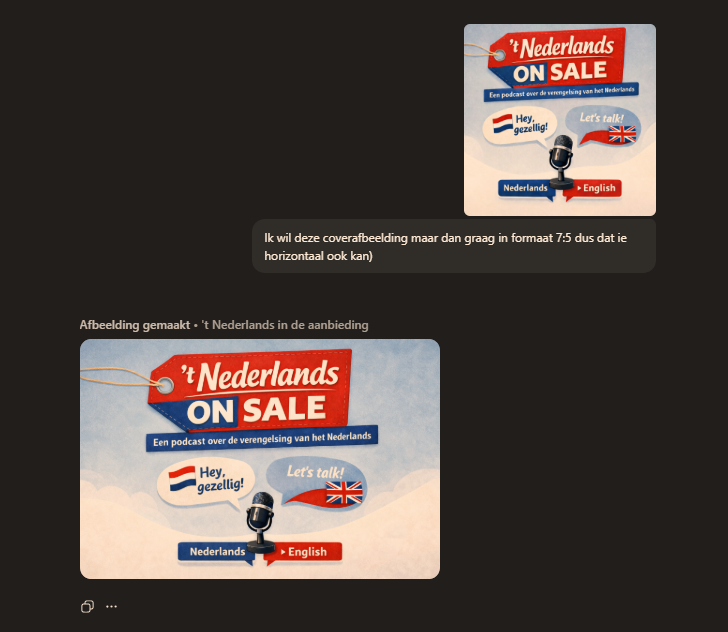 't Nederlands
ON SALE
Een podcast over de verengelsing van het Nederlands
Hey,
gezellig!
Let's talk!
Nederlands
English
Ik wil deze coverafbeelding maar dan graag in formaat 7:5 dus dat ie
horizontaal ook kan)
Afbeelding gemaakt • 't Nederlands in de aanbieding
't Nederlands
ON SALE
Een podcast over de verengelsing van het Nederlands
Hey,
gezellig!
Let's talk!
Nederlands
English